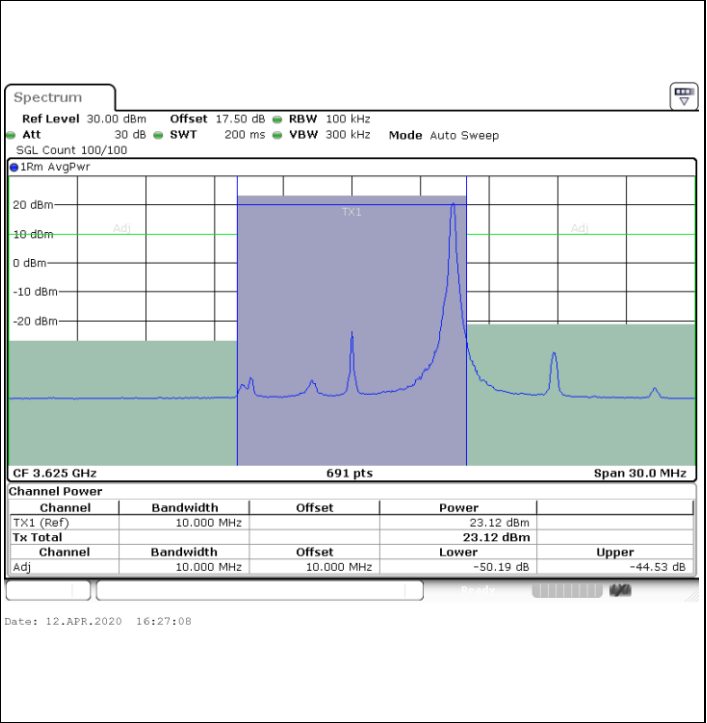 Spectrum
Ref Level 30.00 dBm Offset 17.50 dB RBW 100 kHz
Att 30 dB SWT 200 ms VBW 300 kHz Mode Auto Sweep
SGL Count 100/100
1Rm AvgPwr
20 dBm
TX1
Adj
Adj
10 dBm
0 dBm
-10 dBm
-20 dBm
CF 3.625 GHz 691 pts Span 30.0 MHz
Channel Power
Channel Bandwidth Offset Power
TX1 (Ref) 10.000 MHz 23.12 dBm
Tx Total 23.12 dBm
Channel Bandwidth Offset Lower Upper
Adj 10.000 MHz 10.000 MHz -50.19 dB -44.53 dB
Ready
Date: 12.APR.2020 16:27:08